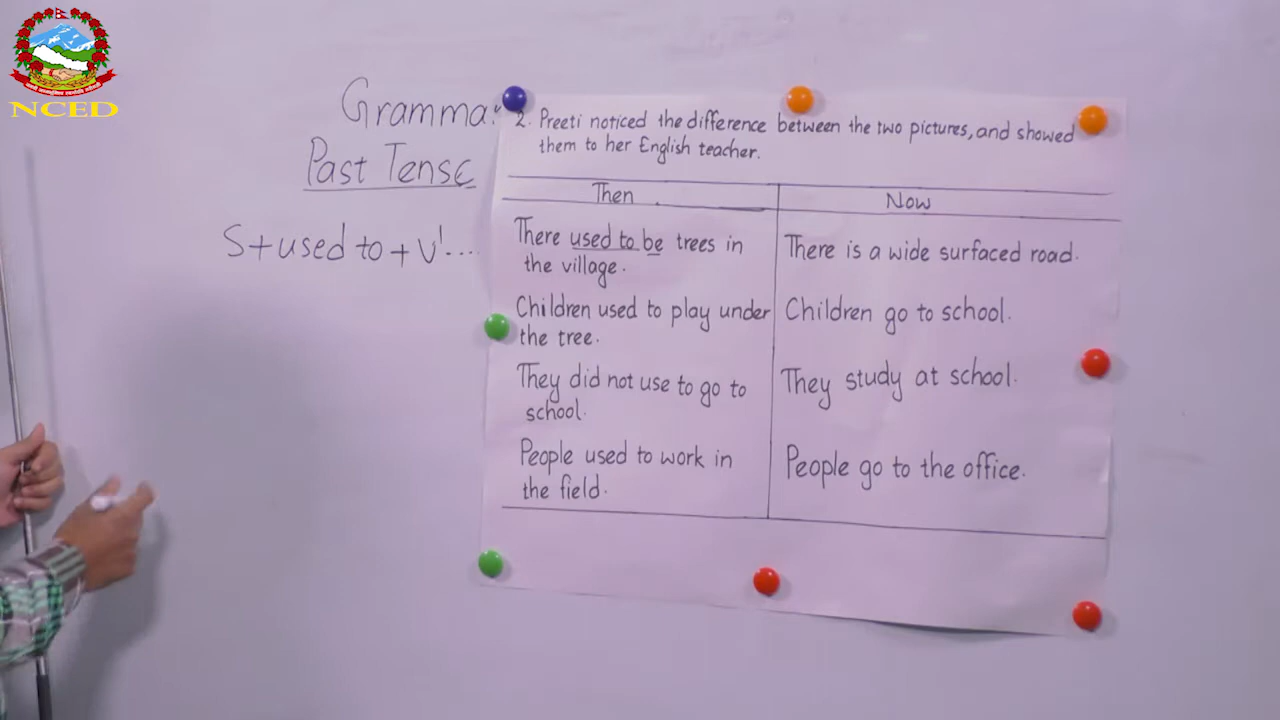 NCED
Grammar
Past Tense
S+used to + V¹....
2. Preeti noticed the difference between the two pictures, and showed
them to her English teacher.
Then
Now
There used to be trees in
the village.
There is a wide surfaced road.
Children used to play under
the tree.
Children go to school.
They did not use to go to
school.
They study at school.
People used to work in
the field.
People go to the office.